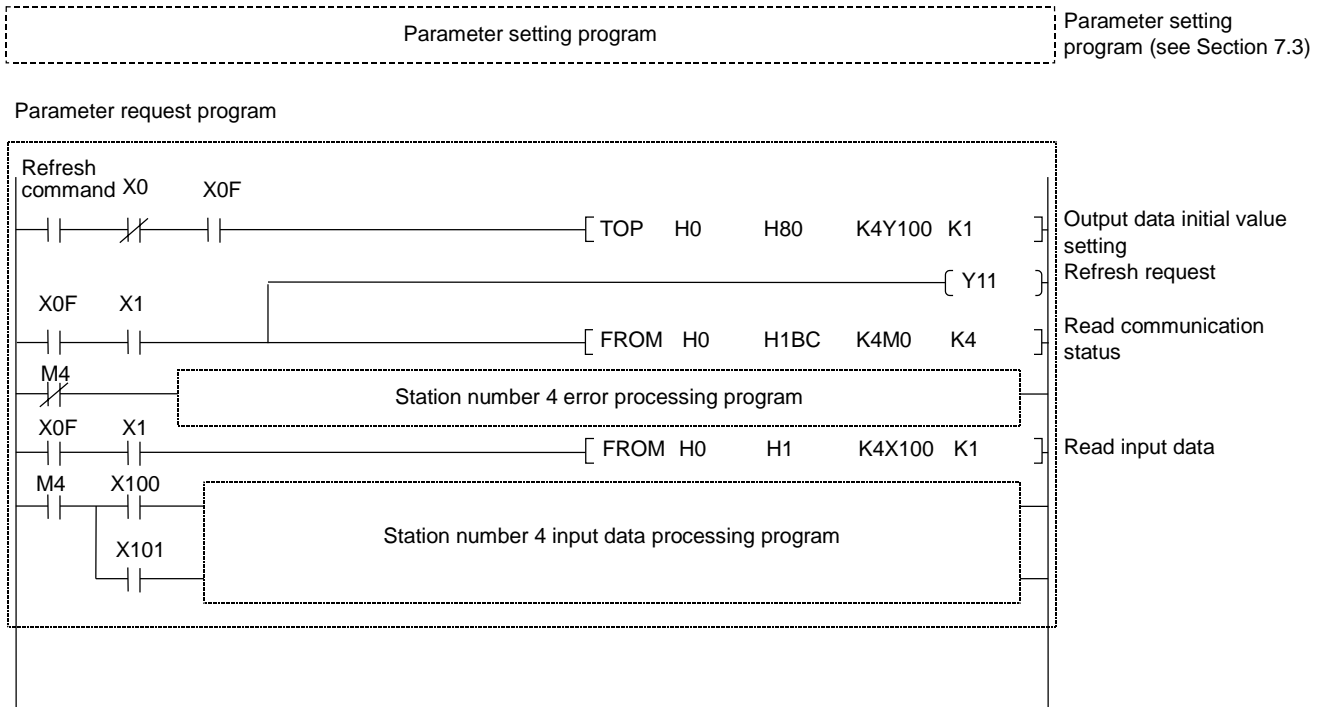 Parameter setting program
Parameter setting
program (see Section 7.3)
Parameter request program
Refresh
command X0 X0F
TOP H0 H80 K4Y100 K1
Output data initial value
setting
Y11
Refresh request
X0F X1
FROM H0 H1BC K4M0 K4
Read communication
status
M4
Station number 4 error processing program
X0F X1
FROM H0 H1 K4X100 K1
Read input data
M4 X100
Station number 4 input data processing program
X101